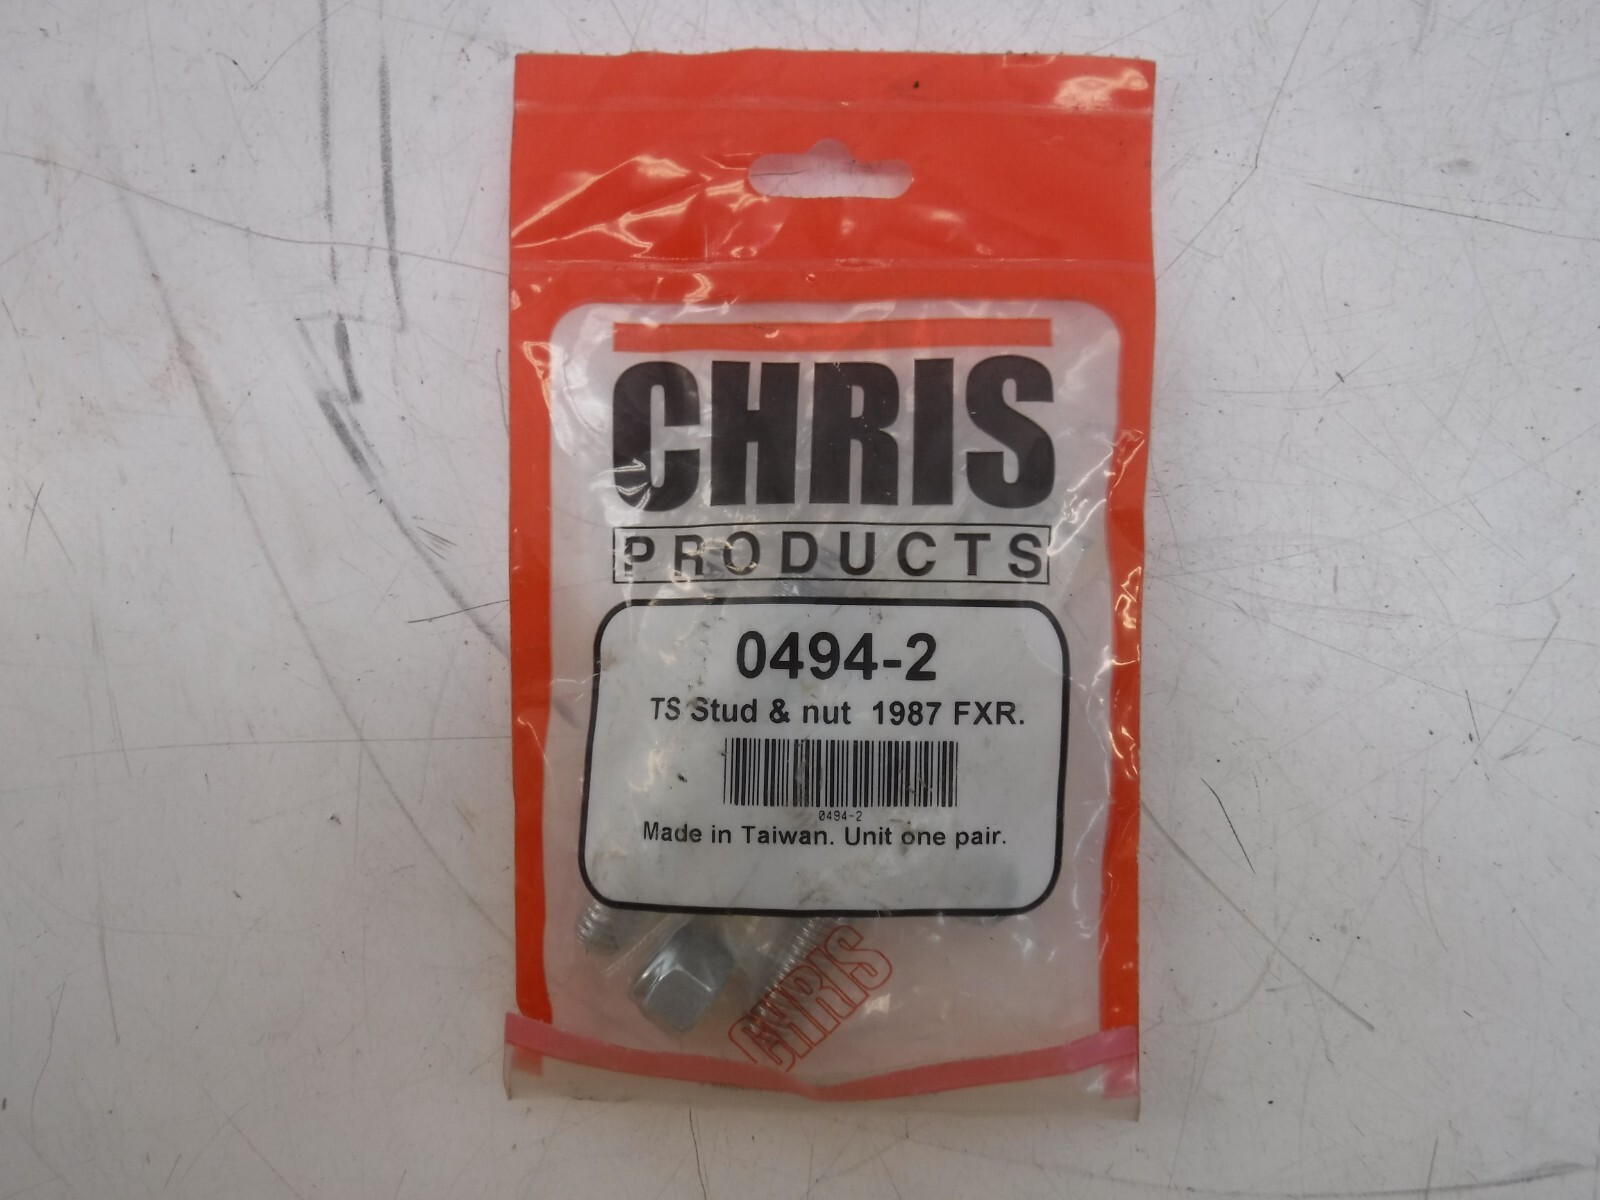 CHRIS
PRODUCTS
0494-2
TS Stud & nut 1987 FXR.
0494-2
Made in Taiwan. Unit one pair.
CHRIS